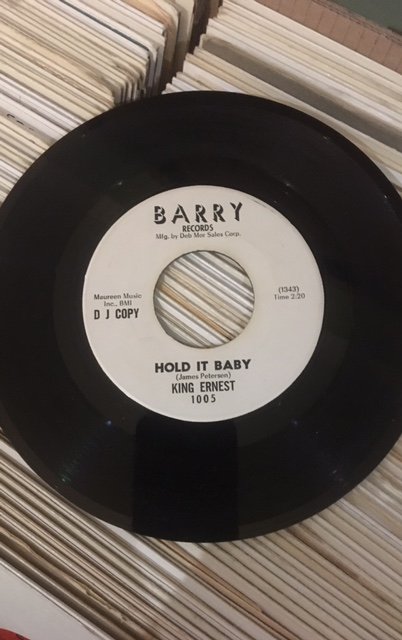 BARRY
RECORDS
Mfg. by Deb Mor Sales Corp.
Maureen Music
Inc., BMI
D J COPY
(1343)
Time 2:20
HOLD IT BABY
(James Petersen)
KING ERNEST
1005